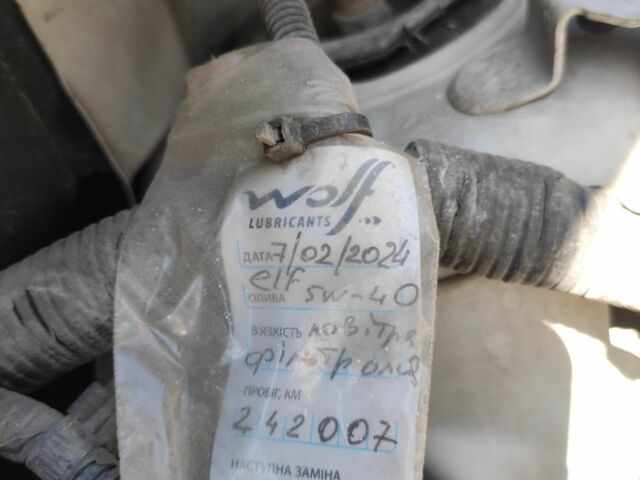 wolf
LUBRICANTS
ДАТА 7/02/2024
elf
ОЛИВА 5W-40
В'ЯЗКІСТЬ
ПРОБІГ, КМ
242007
НАСТУПНА ЗАМІНА